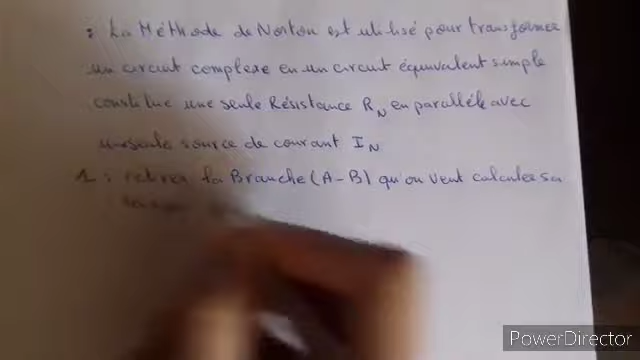 : La Méthode de Norton est utilisé pour transformer
un circuit complexe en un circuit équivalent simple
constitue une seule Résistance R_N en parallèle avec
une seule source de courant I_N
1 : retirer la Branche (A-B) qu'on veut calculer sa
PowerDirector